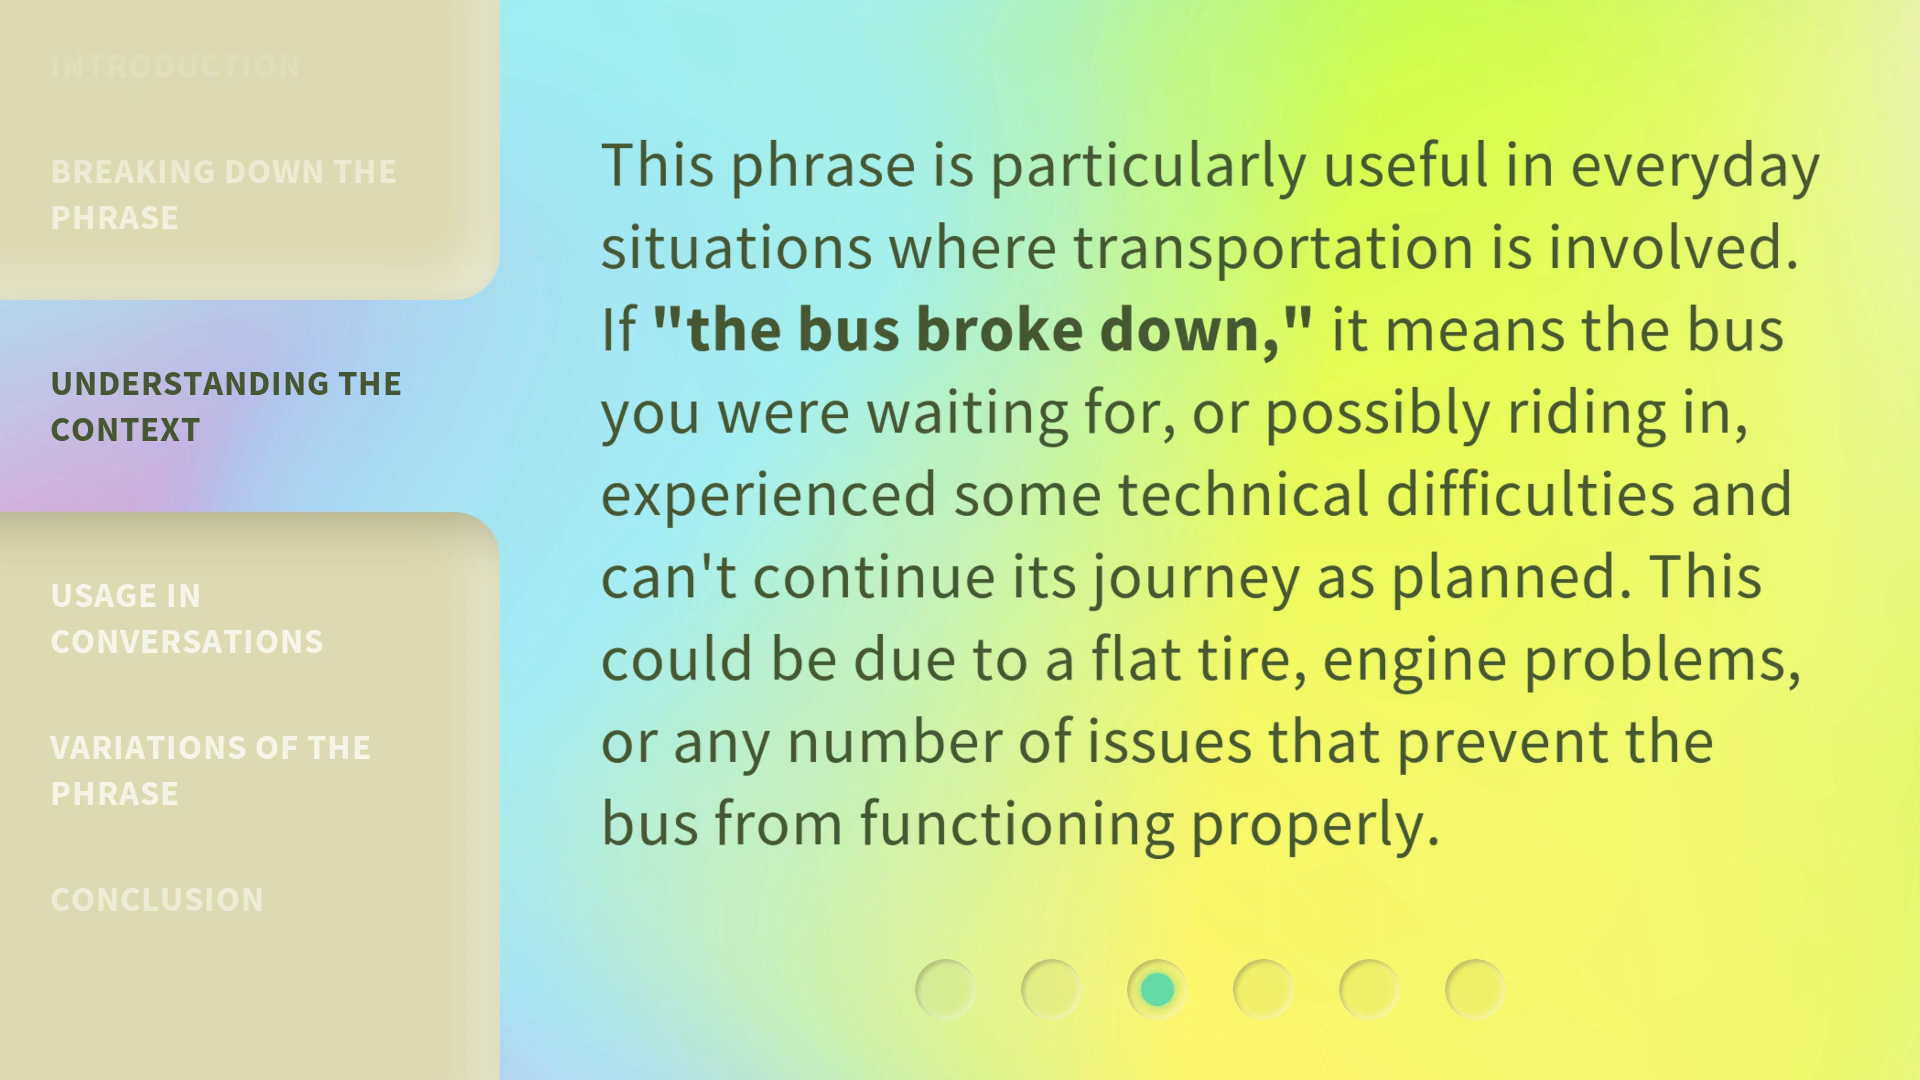 INTRODUCTION
BREAKING DOWN THE
PHRASE
UNDERSTANDING THE
CONTEXT
USAGE IN
CONVERSATIONS
VARIATIONS OF THE
PHRASE
CONCLUSION
This phrase is particularly useful in everyday
situations where transportation is involved.
If "the bus broke down," it means the bus
you were waiting for, or possibly riding in,
experienced some technical difficulties and
can't continue its journey as planned. This
could be due to a flat tire, engine problems,
or any number of issues that prevent the
bus from functioning properly.